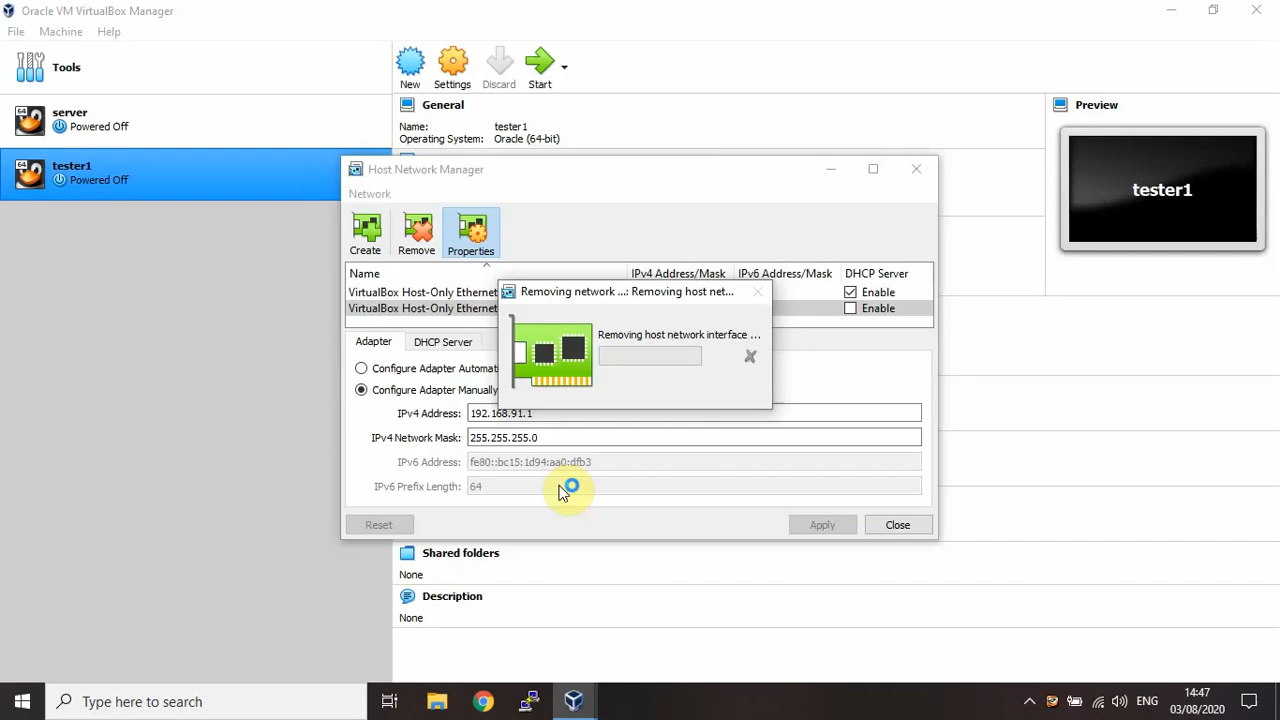 Oracle VM VirtualBox Manager
File Machine Help
Tools
server
64
Powered Off
tester1
64
Powered Off
New
Settings
Discard
Start
General
Name: tester1
Operating System: Oracle (64-bit)
Preview
tester1
Host Network Manager
Network
Create
Remove
Properties
Name IPv4 Address/Mask IPv6 Address/Mask DHCP Server
VirtualBox Host-Only Ethernet Enable
VirtualBox Host-Only Ethernet Enable
Removing network ...: Removing host net...
Removing host network interface ...
Adapter DHCP Server
Configure Adapter Automat
Configure Adapter Manually
IPv4 Address: 192.168.91.1
IPv4 Network Mask: 255.255.255.0
IPv6 Address: fe80::bc15:1d94:aa0:dfb3
IPv6 Prefix Length: 64
Reset
Apply
Close
Shared folders
None
Description
None
Type here to search
ENG
14:47
03/08/2020